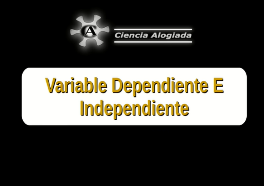 A
Ciencia Alogiada
Variable Dependiente E
Independiente